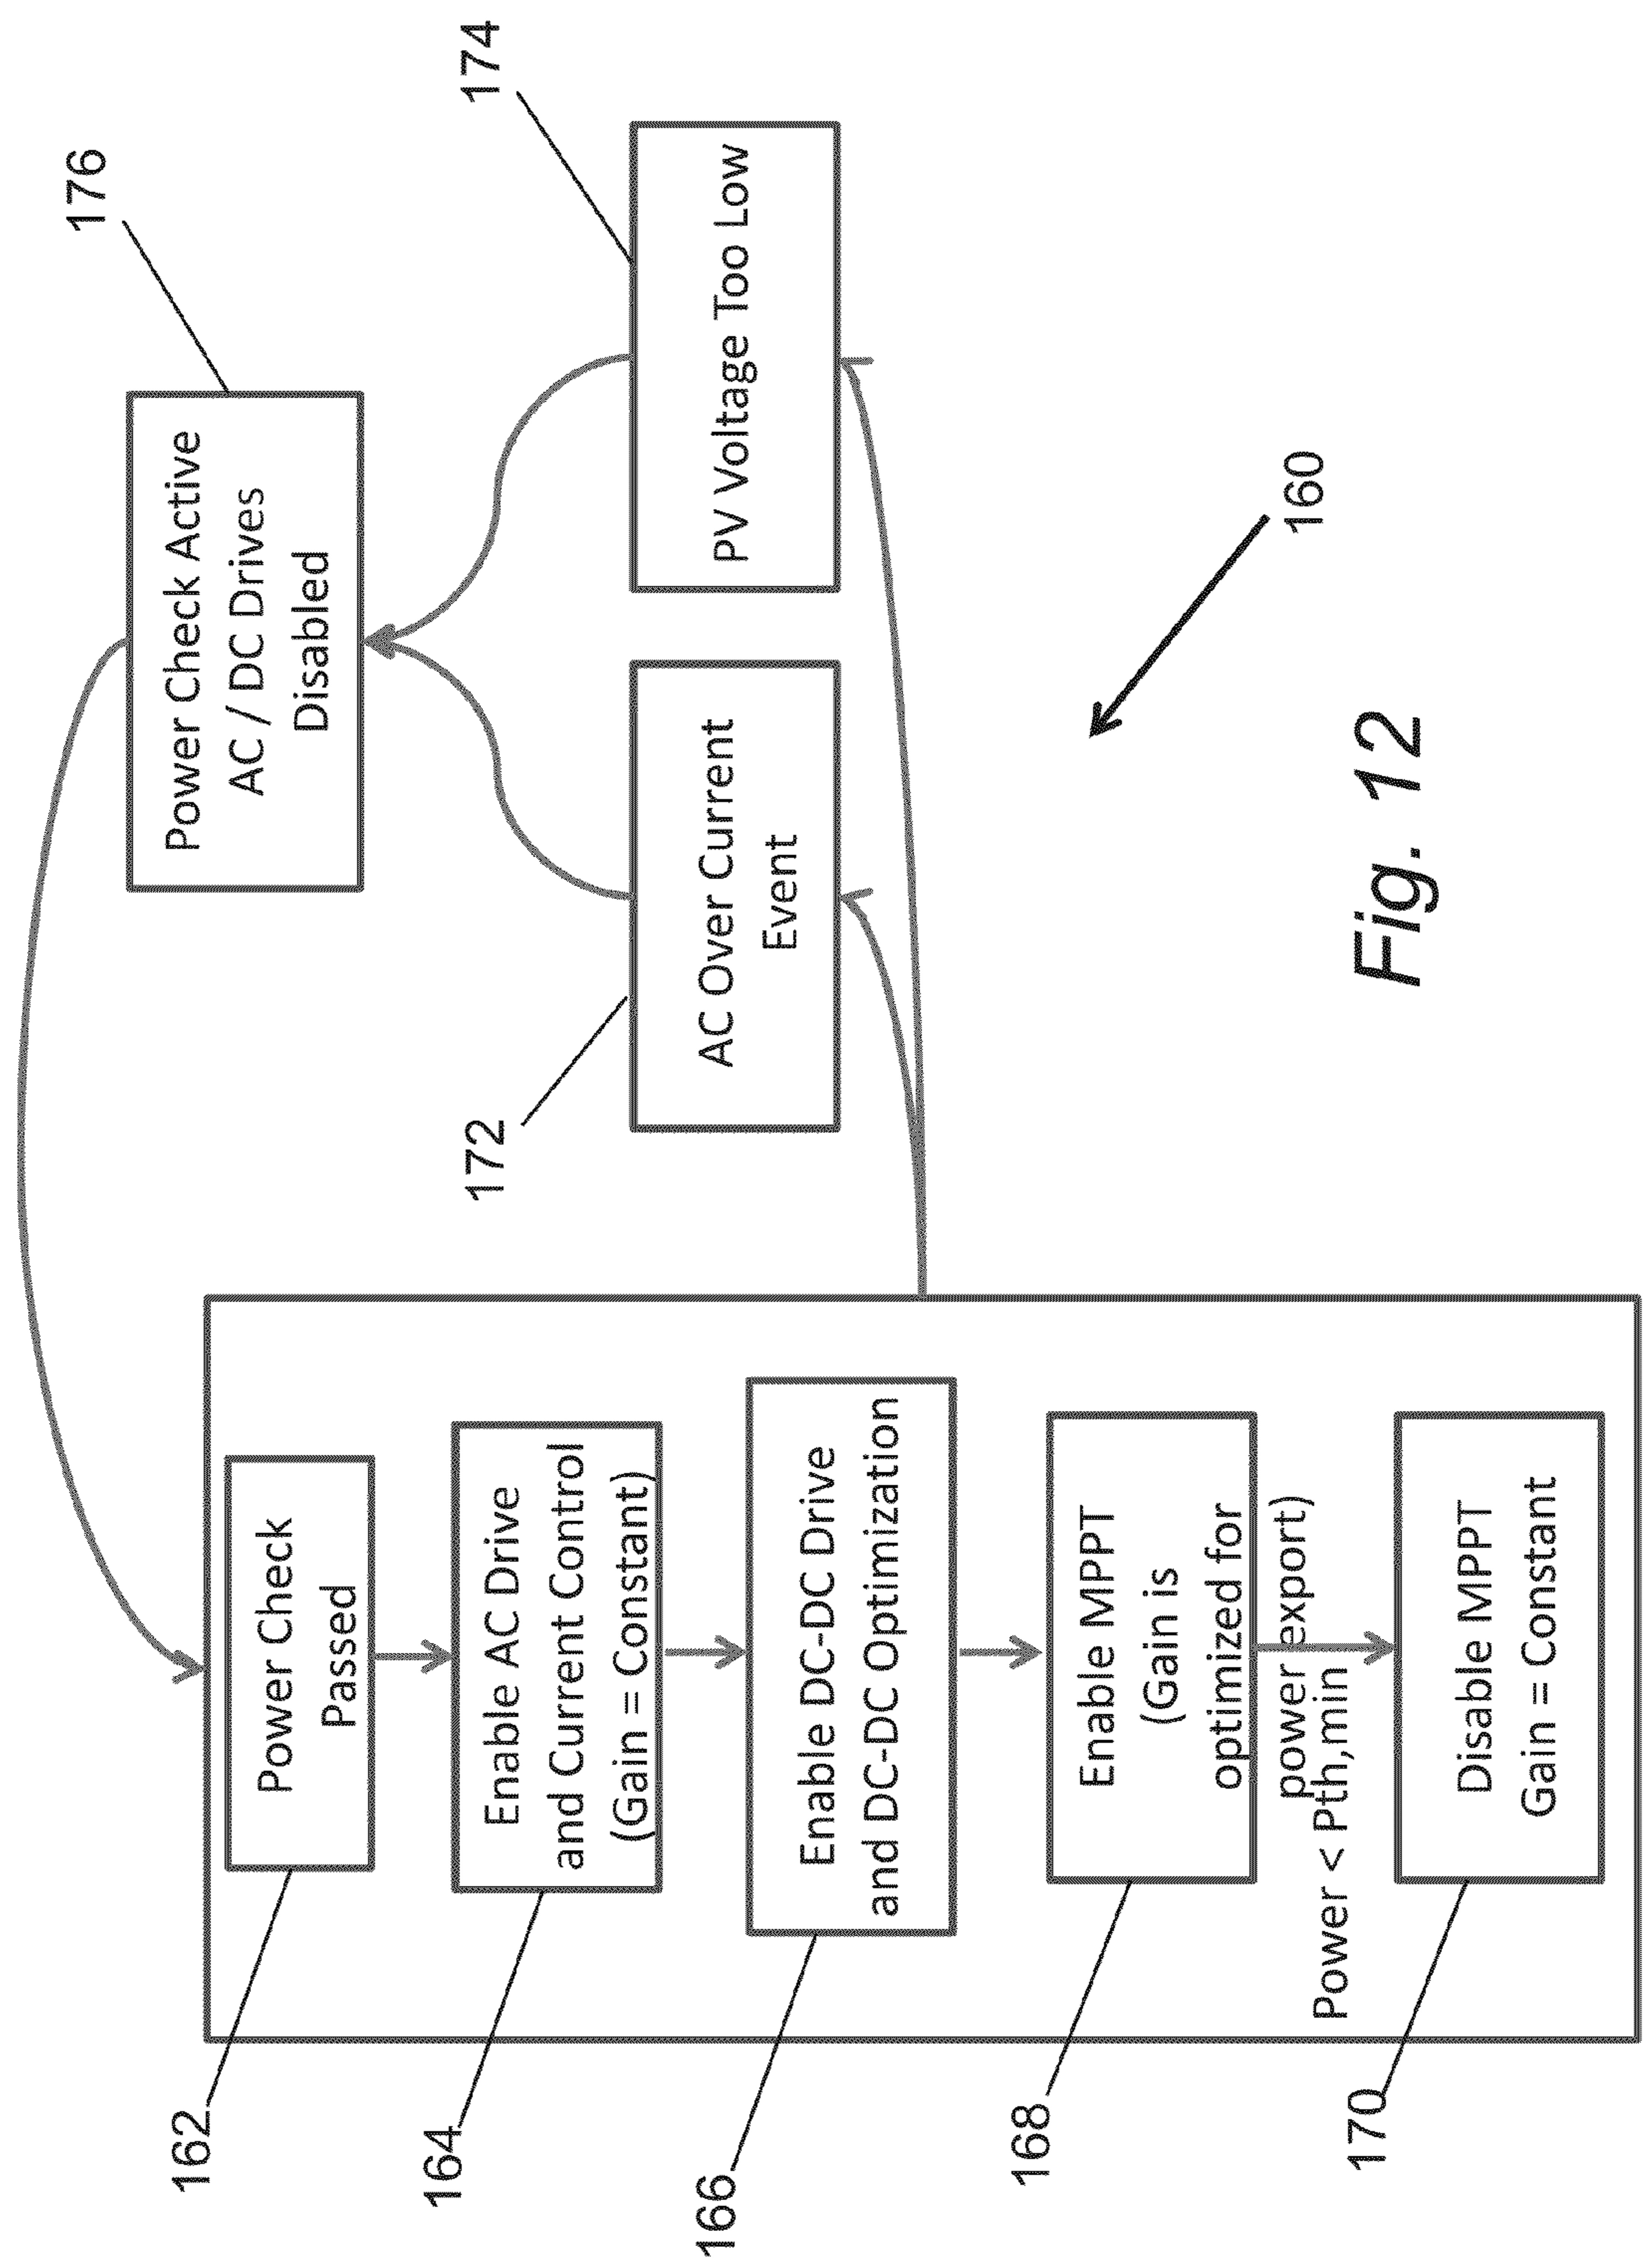 162
Power Check
Passed
164
Enable AC Drive
and Current Control
(Gain = Constant)
166
Enable DC-DC Drive
and DC-DC Optimization
168
Enable MPPT
(Gain is
optimized for
power export)
Power < Pth,min
170
Disable MPPT
Gain = Constant
176
Power Check Active
AC / DC Drives
Disabled
172
AC Over Current
Event
174
PV Voltage Too Low
160
Fig. 12